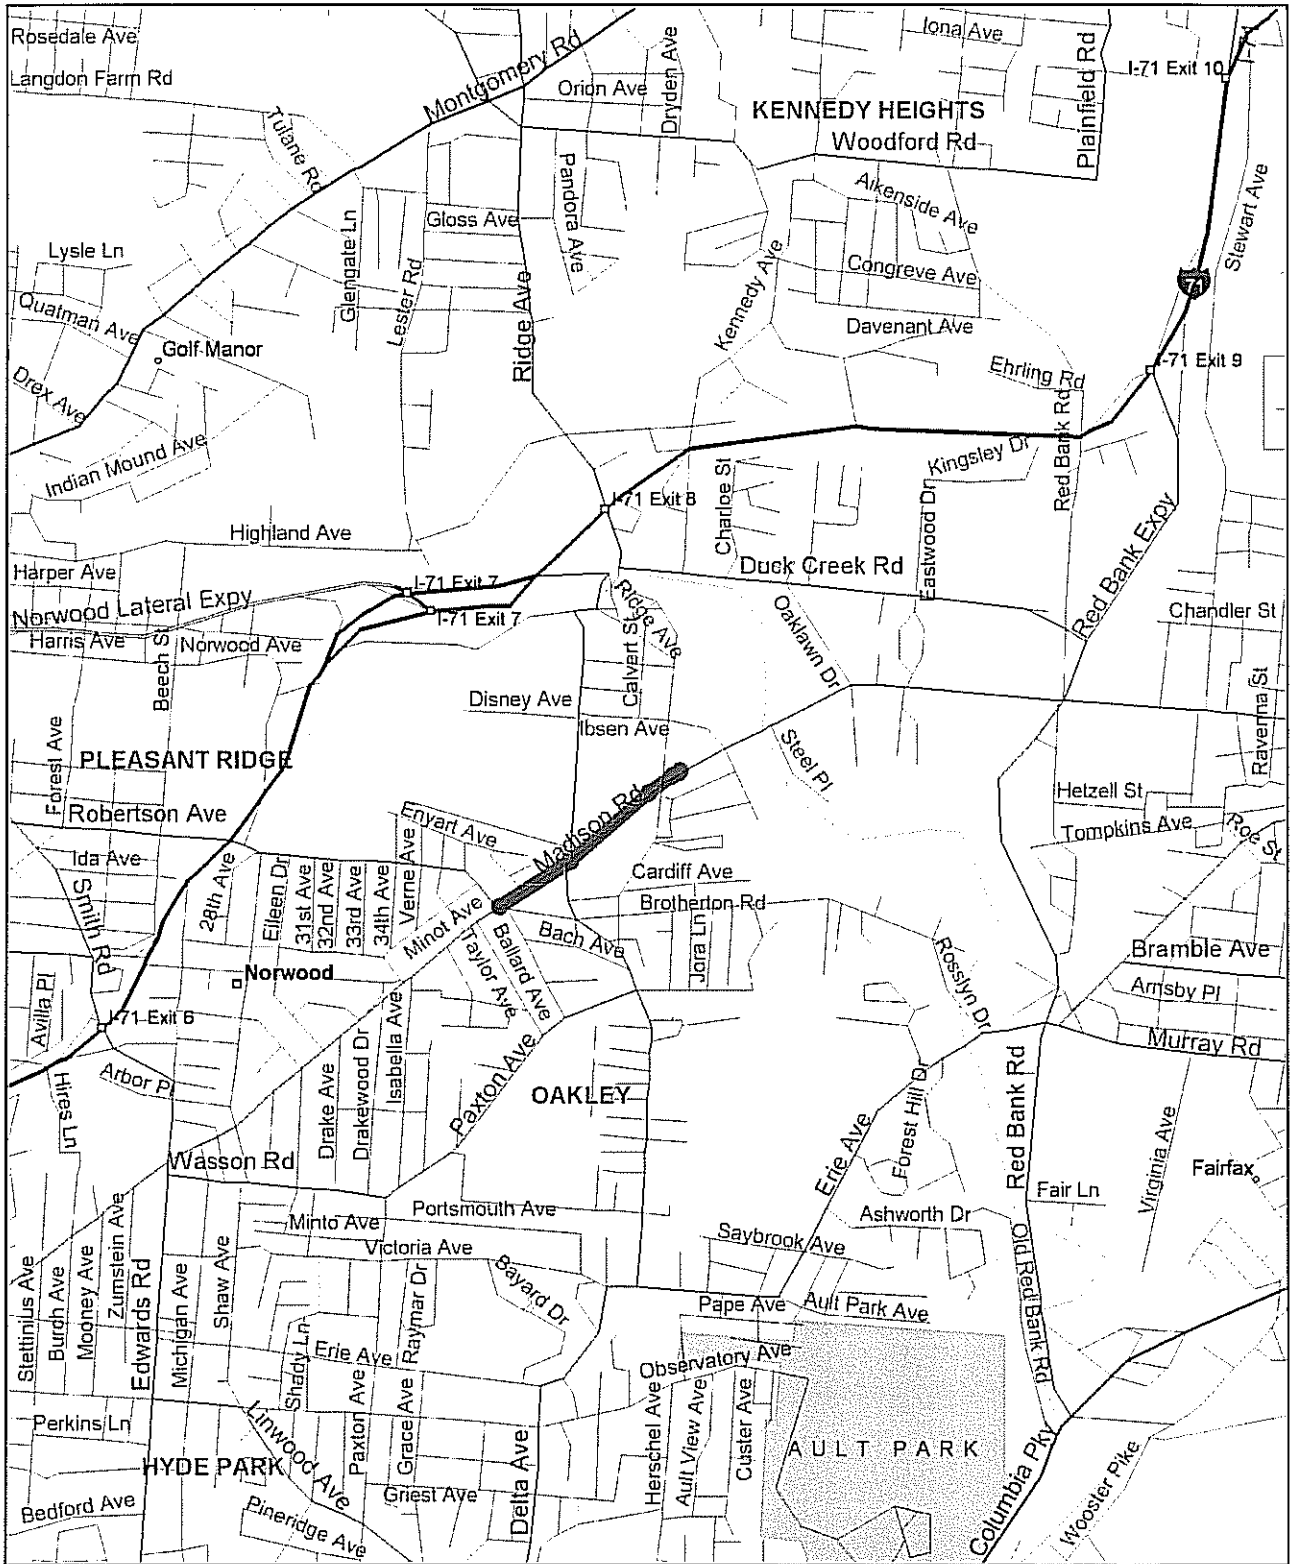 Rosedale Ave
Langdon Farm Rd
Montgomery Rd
Orion Ave
Dryden Ave
Iona Ave
Plainfield Rd
I-71 Exit 10
I-71
KENNEDY HEIGHTS
Woodford Rd
Tulane Rd
Pandora Ave
Aikenside Ave
Stewart Ave
Gloss Ave
Glengate Ln
Lester Rd
Ridge Ave
Kennedy Ave
Congreve Ave
71
Lysle Ln
Quatman Ave
Davenant Ave
Golf Manor
Drex Ave
Ehrling Rd
I-71 Exit 9
Red Bank Rd
Indian Mound Ave
Kingsley Dr
Charloe St
Eastwood Dr
I-71 Exit 8
Highland Ave
Duck Creek Rd
Red Bank Expy
Harper Ave
I-71 Exit 7
Norwood Lateral Expy
I-71 Exit 7
Ridge Ave
Oaklawn Dr
Chandler St
Harris Ave
Norwood Ave
Beech St
Calvert St
Disney Ave
Ibsen Ave
Steel Pl
Ravenna St
Forest Ave
PLEASANT RIDGE
Hetzell St
Robertson Ave
Enyart Ave
Madison Rd
Tompkins Ave
Roe St
Ida Ave
Smith Rd
28th Ave
Eileen Dr
31st Ave
32nd Ave
33rd Ave
34th Ave
Verne Ave
Cardiff Ave
Brotherton Rd
Minot Ave
Taylor Ave
Ballard Ave
Bach Ave
Jora Ln
Rosslyn Dr
Bramble Ave
Norwood
Arnsby Pl
Avilla Pl
I-71 Exit 6
Murray Rd
Arbor Pl
Hires Ln
Drake Ave
Drakewood Dr
Isabella Ave
Paxton Ave
OAKLEY
Forest Hill Dr
Red Bank Rd
Erie Ave
Virginia Ave
Wasson Rd
Fairfax
Fair Ln
Portsmouth Ave
Minto Ave
Ashworth Dr
Saybrook Ave
Victoria Ave
Old Red Bank Rd
Stettinius Ave
Burch Ave
Mooney Ave
Zumstein Ave
Edwards Rd
Michigan Ave
Shaw Ave
Raymar Dr
Bayard Dr
Pape Ave
Ault Park Ave
Shady Ln
Erie Ave
Observatory Ave
Perkins Ln
Linwood Ave
Paxton Ave
Grace Ave
Herschel Ave
Ault View Ave
Custer Ave
AULT PARK
HYDE PARK
Griest Ave
Delta Ave
Columbia Pky
Wooster Pike
Bedford Ave
Pineridge Ave